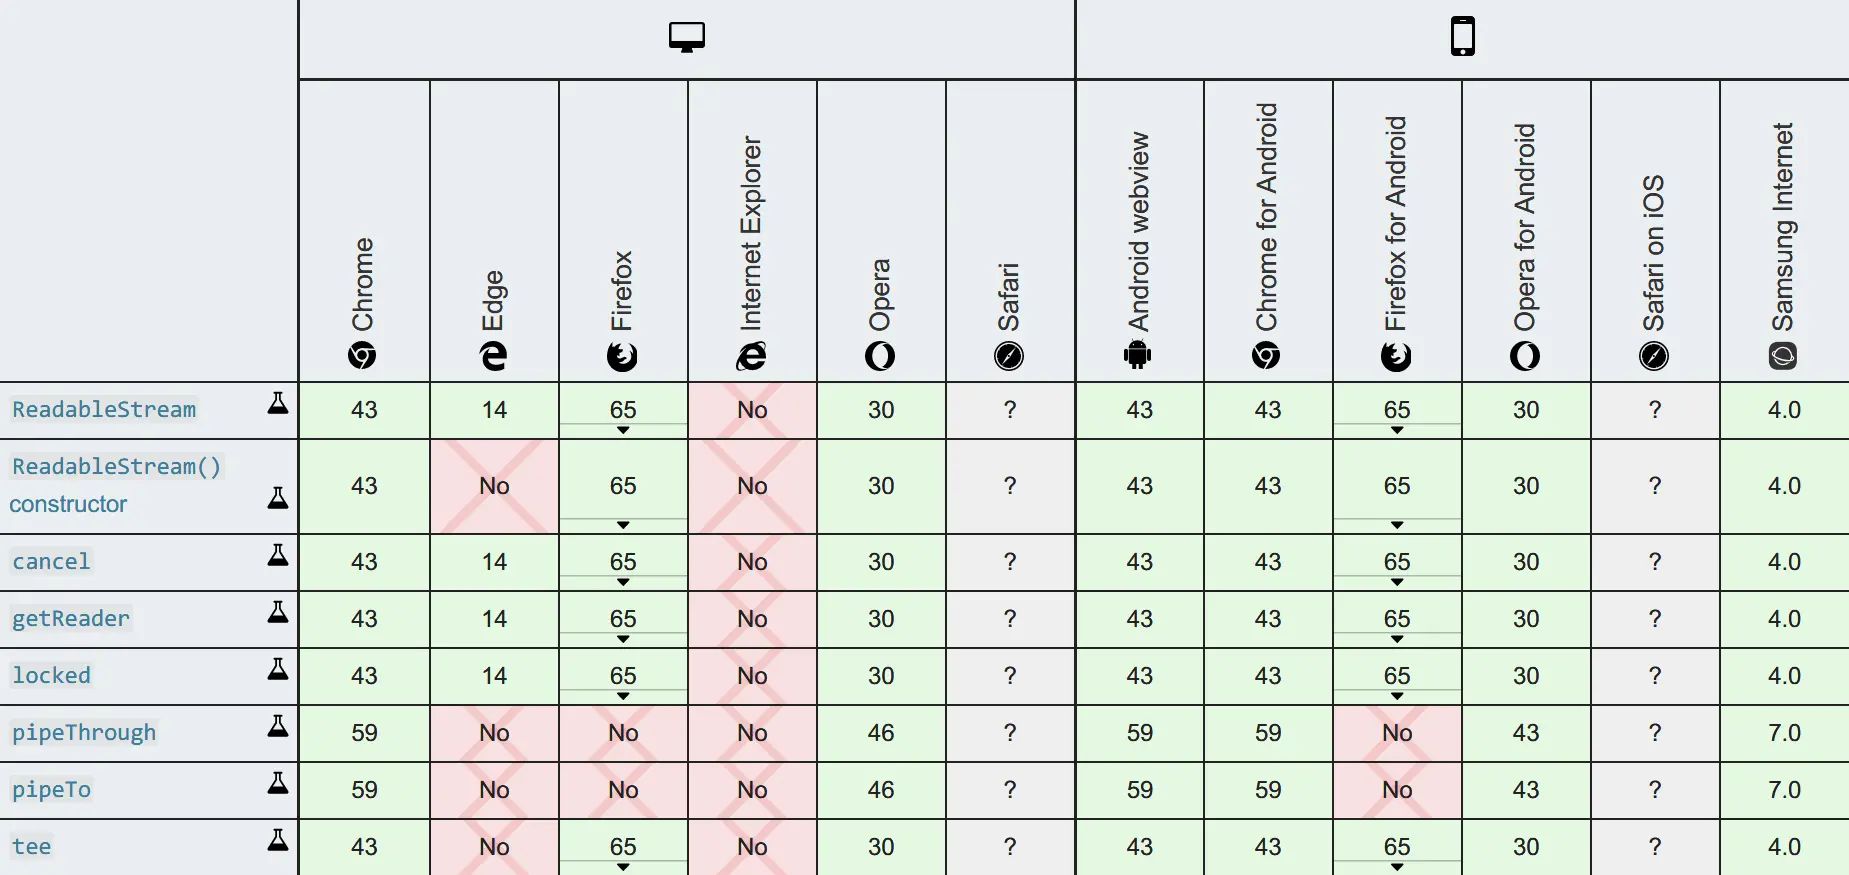 Chrome Edge Firefox Internet Explorer Opera Safari Android webview Chrome for Android Firefox for Android Opera for Android Safari on iOS Samsung Internet
ReadableStream 43 14 65 No 30 ? 43 43 65 30 ? 4.0
ReadableStream()
constructor 43 No 65 No 30 ? 43 43 65 30 ? 4.0
cancel 43 14 65 No 30 ? 43 43 65 30 ? 4.0
getReader 43 14 65 No 30 ? 43 43 65 30 ? 4.0
locked 43 14 65 No 30 ? 43 43 65 30 ? 4.0
pipeThrough 59 No No No 46 ? 59 59 No 43 ? 7.0
pipeTo 59 No No No 46 ? 59 59 No 43 ? 7.0
tee 43 No 65 No 30 ? 43 43 65 30 ? 4.0